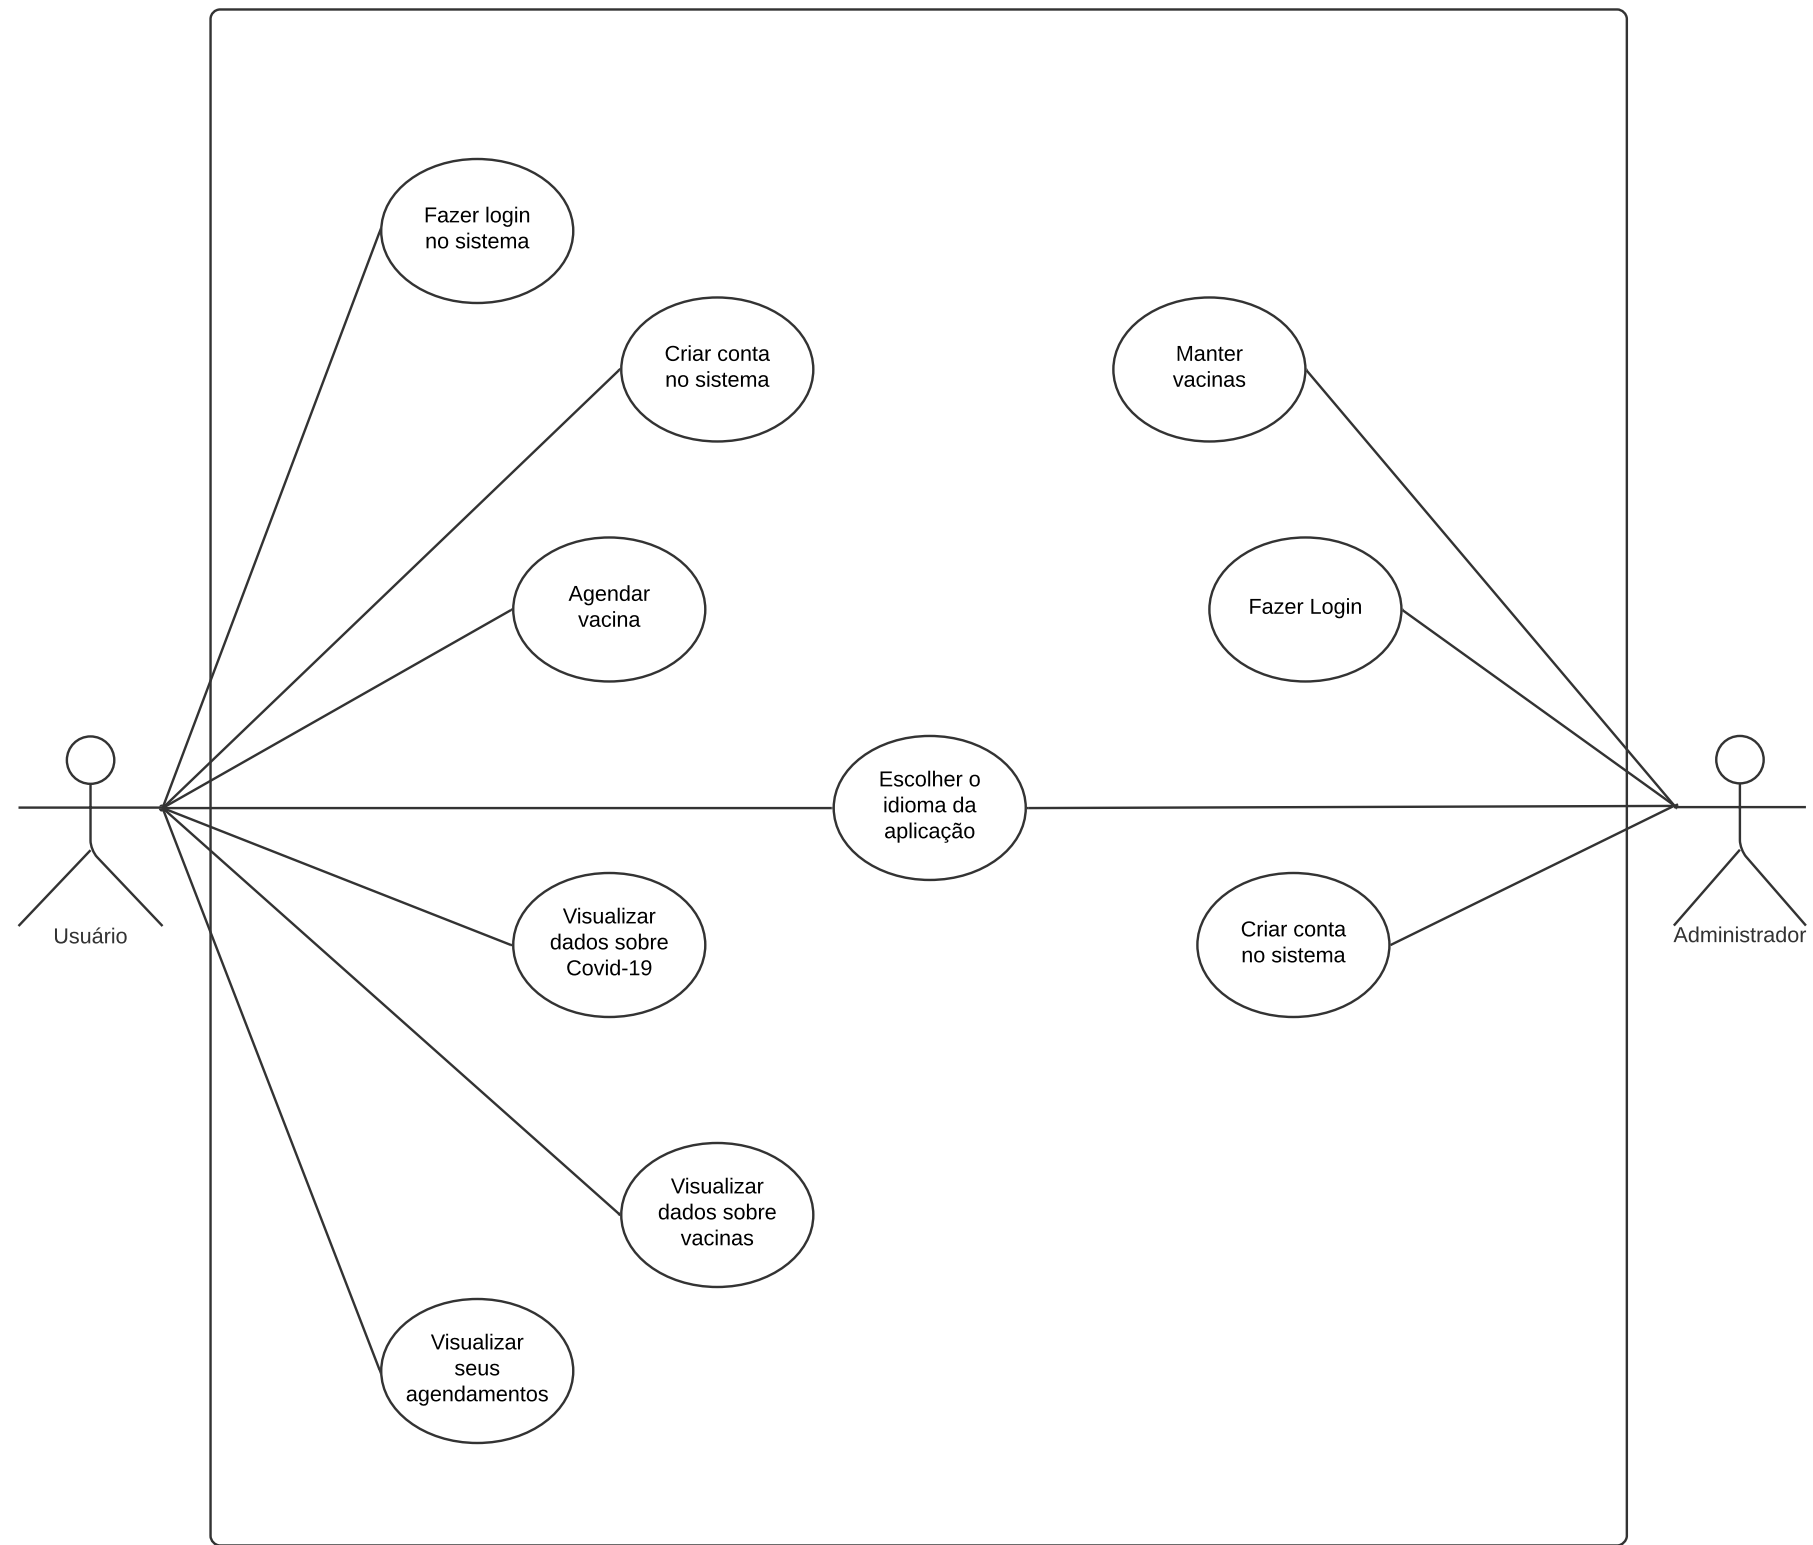 Fazer login
no sistema
Criar conta
no sistema
Manter
vacinas
Agendar
vacina
Fazer Login
Escolher o
idioma da
aplicação
Usuário
Administrador
Visualizar
dados sobre
Covid-19
Criar conta
no sistema
Visualizar
dados sobre
vacinas
Visualizar
seus
agendamentos